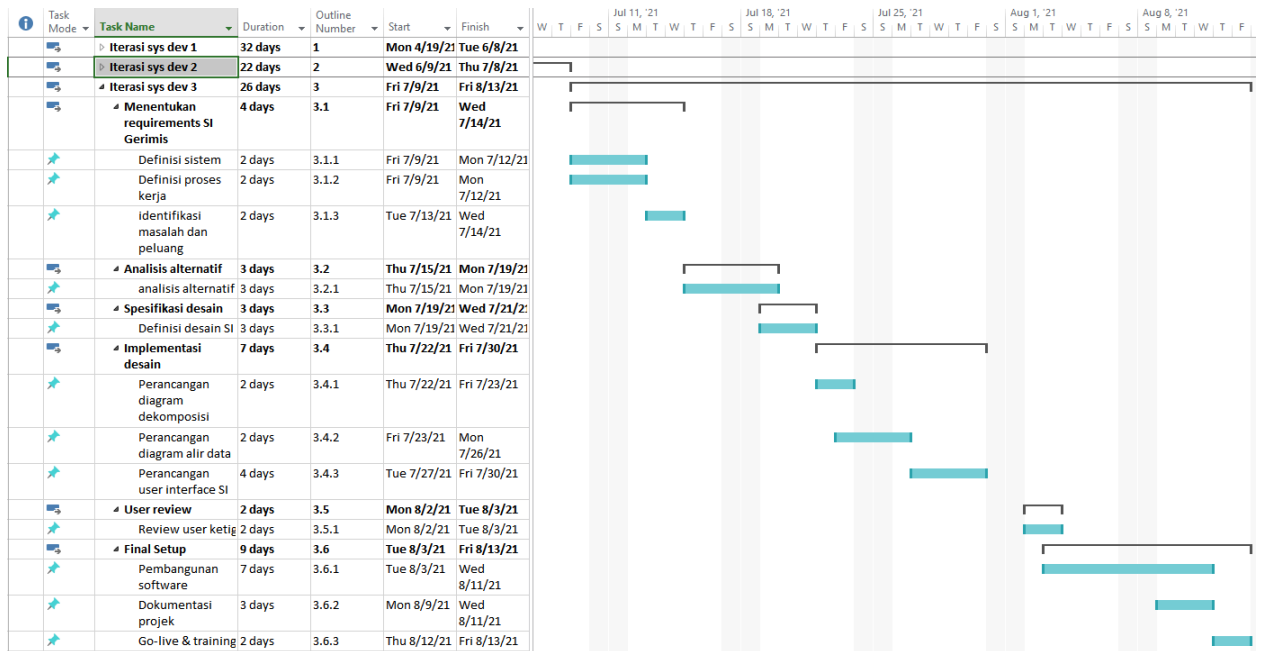 Task Mode Task Name Duration Outline Number Start Finish
Jul 11, '21 Jul 18, '21 Jul 25, '21 Aug 1, '21 Aug 8, '21
W T F S S M T W T F S S M T W T F S S M T W T F S S M T W T F S S M T W T F
Iterasi sys dev 1 32 days 1 Mon 4/19/21 Tue 6/8/21
Iterasi sys dev 2 22 days 2 Wed 6/9/21 Thu 7/8/21
Iterasi sys dev 3 26 days 3 Fri 7/9/21 Fri 8/13/21
Menentukan 4 days 3.1 Fri 7/9/21 Wed
requirements SI 7/14/21
Gerimis
Definisi sistem 2 days 3.1.1 Fri 7/9/21 Mon 7/12/21
Definisi proses 2 days 3.1.2 Fri 7/9/21 Mon
kerja 7/12/21
identifikasi 2 days 3.1.3 Tue 7/13/21 Wed
masalah dan 7/14/21
peluang
Analisis alternatif 3 days 3.2 Thu 7/15/21 Mon 7/19/21
analisis alternatif 3 days 3.2.1 Thu 7/15/21 Mon 7/19/21
Spesifikasi desain 3 days 3.3 Mon 7/19/21 Wed 7/21/21
Definisi desain SI 3 days 3.3.1 Mon 7/19/21 Wed 7/21/21
Implementasi 7 days 3.4 Thu 7/22/21 Fri 7/30/21
desain
Perancangan 2 days 3.4.1 Thu 7/22/21 Fri 7/23/21
diagram
dekomposisi
Perancangan 2 days 3.4.2 Fri 7/23/21 Mon
diagram alir data 7/26/21
Perancangan 4 days 3.4.3 Tue 7/27/21 Fri 7/30/21
user interface SI
User review 2 days 3.5 Mon 8/2/21 Tue 8/3/21
Review user ketig 2 days 3.5.1 Mon 8/2/21 Tue 8/3/21
Final Setup 9 days 3.6 Tue 8/3/21 Fri 8/13/21
Pembangunan 7 days 3.6.1 Tue 8/3/21 Wed
software 8/11/21
Dokumentasi 3 days 3.6.2 Mon 8/9/21 Wed
projek 8/11/21
Go-live & training 2 days 3.6.3 Thu 8/12/21 Fri 8/13/21